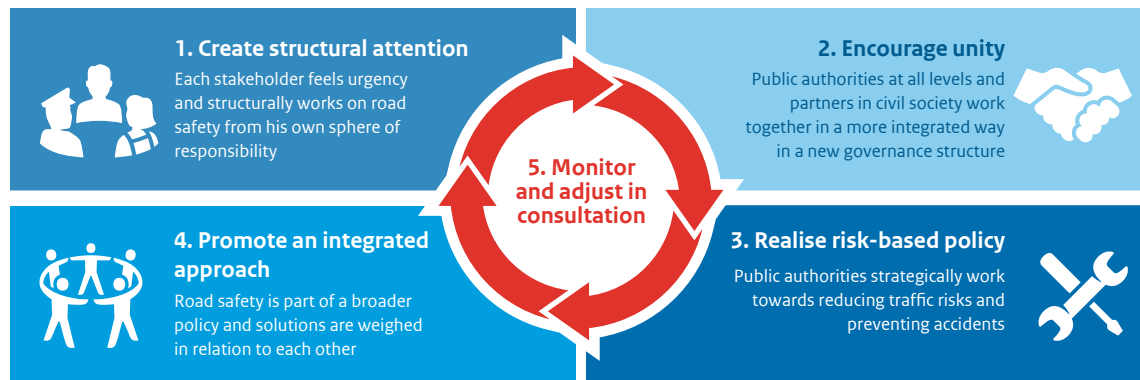 1. Create structural attention
Each stakeholder feels urgency
and structurally works on road
safety from his own sphere of
responsibility
2. Encourage unity
Public authorities at all levels and
partners in civil society work
together in a more integrated way
in a new governance structure
3. Realise risk-based policy
Public authorities strategically work
towards reducing traffic risks and
preventing accidents
4. Promote an integrated
approach
Road safety is part of a broader
policy and solutions are weighed
in relation to each other
5. Monitor
and adjust in
consultation